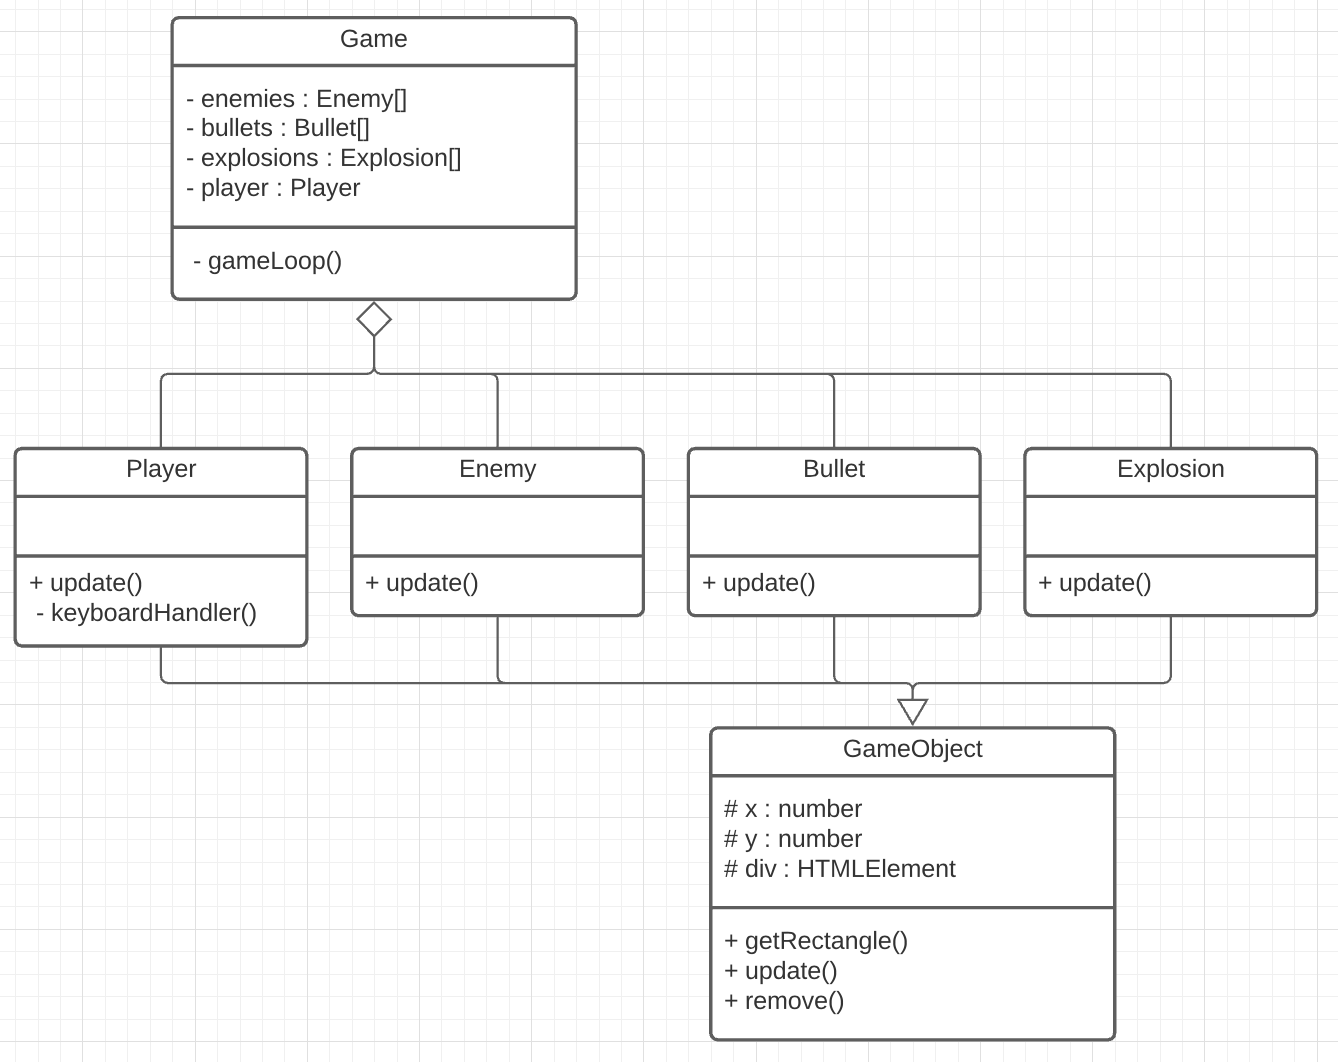 Game
- enemies : Enemy[]
- bullets : Bullet[]
- explosions : Explosion[]
- player : Player
- gameLoop()
Player
+ update()
- keyboardHandler()
Enemy
+ update()
Bullet
+ update()
Explosion
+ update()
GameObject
# x : number
# y : number
# div : HTMLElement
+ getRectangle()
+ update()
+ remove()